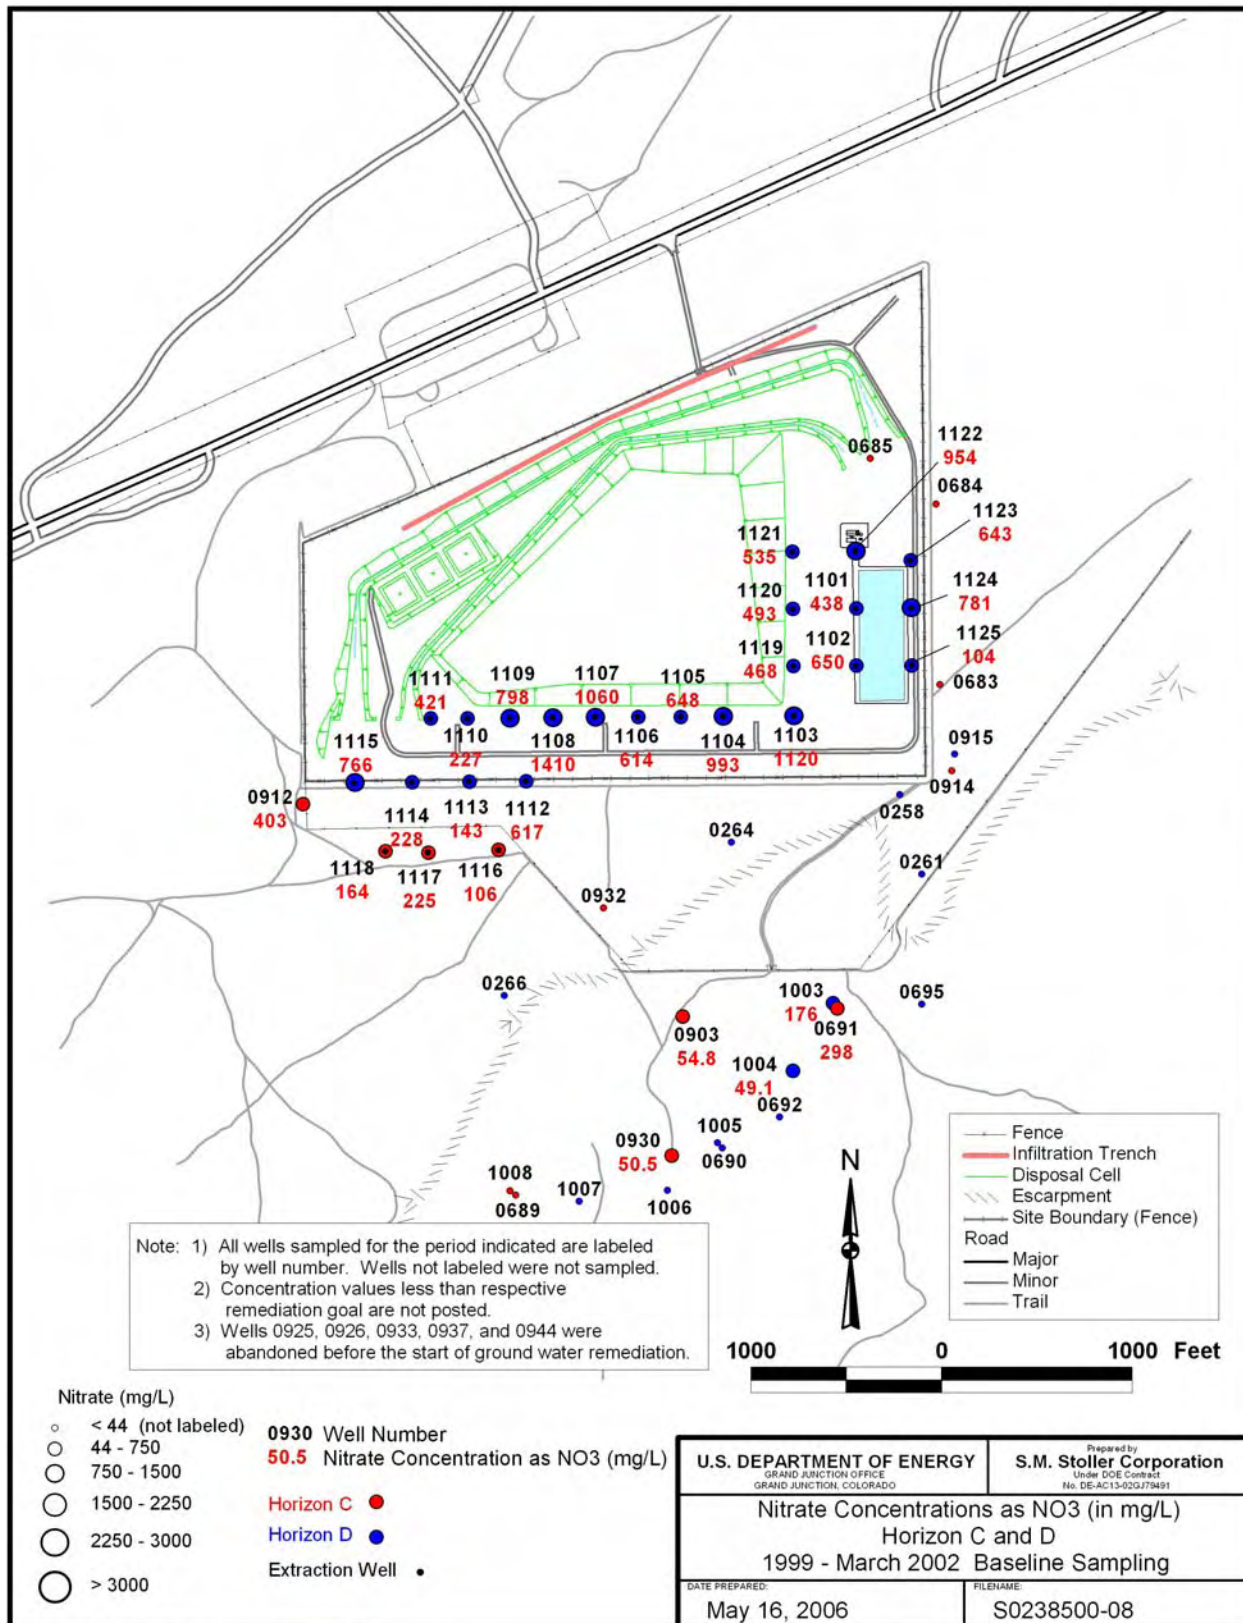 0685
1122
954
0684
1123
643
1121
535
1120
493
1101
438
1124
781
1119
468
1102
650
1125
104
0683
1111
421
1109
798
1107
1060
1105
648
1115
766
1110
227
1108
1410
1106
614
1104
993
1103
1120
0915
0914
0258
0912
403
1114
228
1113
143
1112
617
0264
0261
1118
164
1117
225
1116
106
0932
0266
0903
54.8
1003
176
0691
298
0695
1004
49.1
0692
0930
50.5
1005
0690
1008
0689
1007
1006
Fence
Infiltration Trench
Disposal Cell
Escarpment
Site Boundary (Fence)
Road
Major
Minor
Trail
N
1000 0 1000 Feet
Note: 1) All wells sampled for the period indicated are labeled
by well number. Wells not labeled were not sampled.
2) Concentration values less than respective
remediation goal are not posted.
3) Wells 0925, 0926, 0933, 0937, and 0944 were
abandoned before the start of ground water remediation.
Nitrate (mg/L)
< 44 (not labeled)
44 - 750
750 - 1500
1500 - 2250
2250 - 3000
> 3000
0930 Well Number
50.5 Nitrate Concentration as NO3 (mg/L)
Horizon C
Horizon D
Extraction Well
U.S. DEPARTMENT OF ENERGY
GRAND JUNCTION OFFICE
GRAND JUNCTION, COLORADO
Prepared by
S.M. Stoller Corporation
Under DOE Contract
No. DE-AC13-02GJ79491
Nitrate Concentrations as NO3 (in mg/L)
Horizon C and D
1999 - March 2002 Baseline Sampling
DATE PREPARED:
May 16, 2006
FILENAME:
S0238500-08